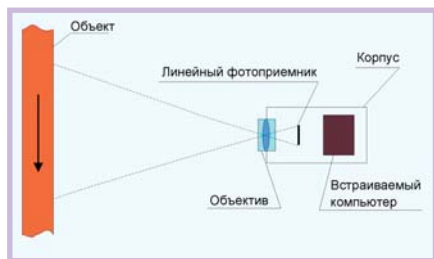 Объект
Линейный фотоприемник
Корпус
Объектив
Встраиваемый
компьютер